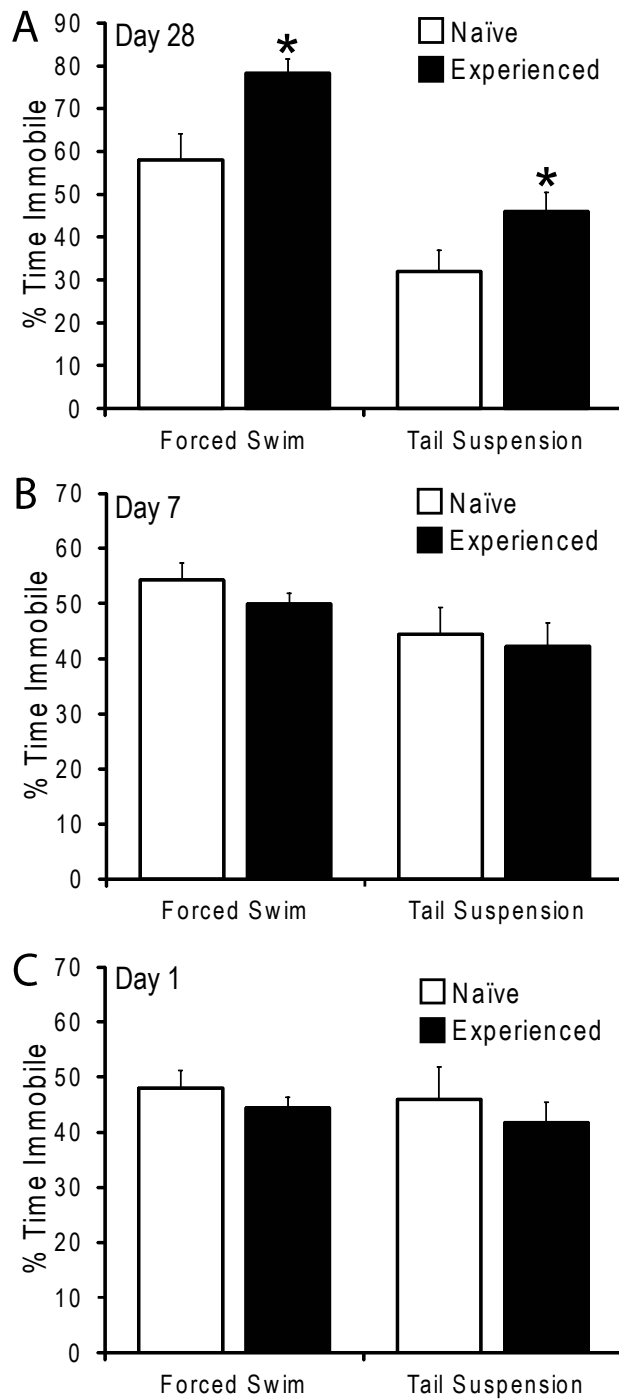 A
Day 28
*
*
Naïve
Experienced
% Time Immobile
90
80
70
60
50
40
30
20
10
0
Forced Swim
Tail Suspension
B
Day 7
Naïve
Experienced
% Time Immobile
70
60
50
40
30
20
10
0
Forced Swim
Tail Suspension
C
Day 1
Naïve
Experienced
% Time Immobile
70
60
50
40
30
20
10
0
Forced Swim
Tail Suspension